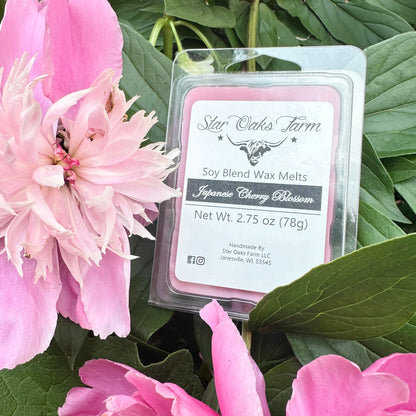 Star Oaks Farm
Soy Blend Wax Melts
Japanese Cherry Blossom
Net Wt. 2.75 oz (78g)
Handmade By
Star Oaks Farm LLC
Janesville, WI. 53545